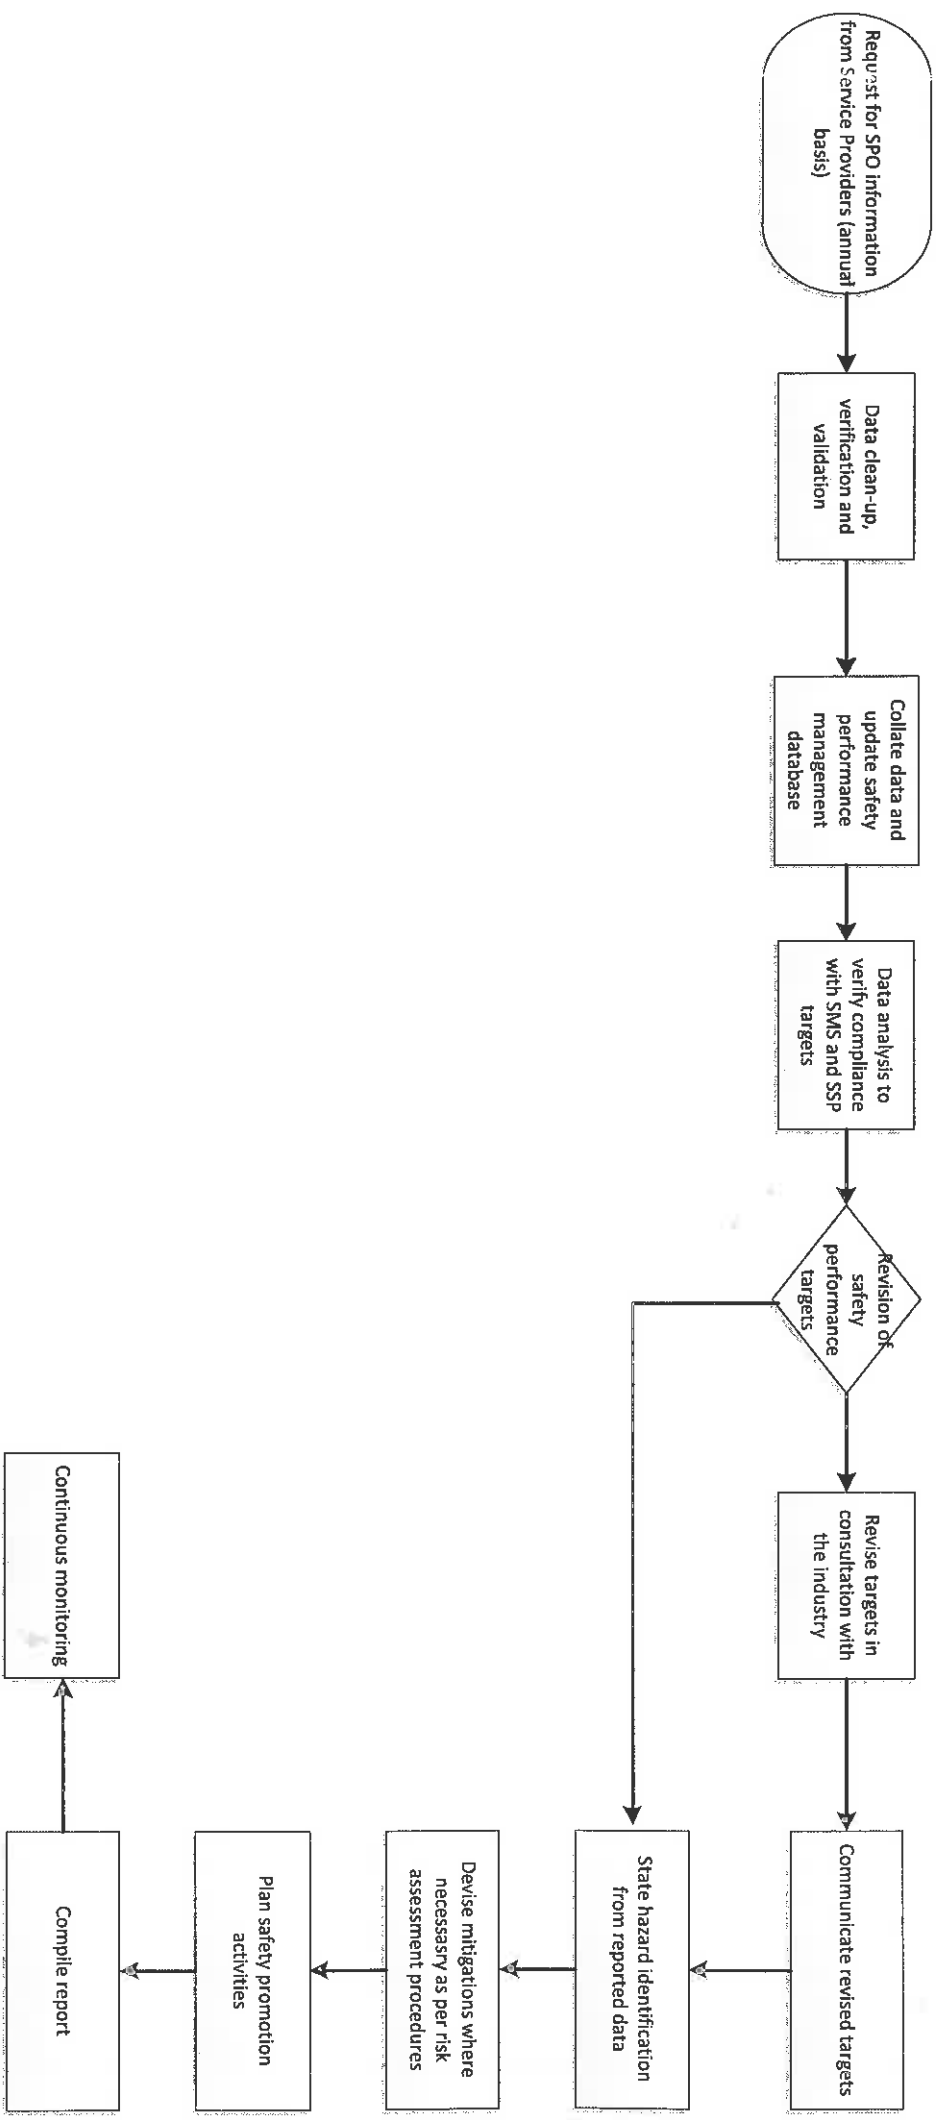 Request for SPO information
from Service Providers (annual
basis)
Data clean-up,
verification and
validation
Collate data and
update safety
performance
management
database
Data analysis to
verify compliance
with SMS and SSP
targets
Revision of
safety
performance
targets
Revise targets in
consultation with
the industry
Communicate revised targets
State hazard identification
from reported data
Devise mitigations where
necessasry as per risk
assessment procedures
Plan safety promotion
activities
Compile report
Continuous monitoring